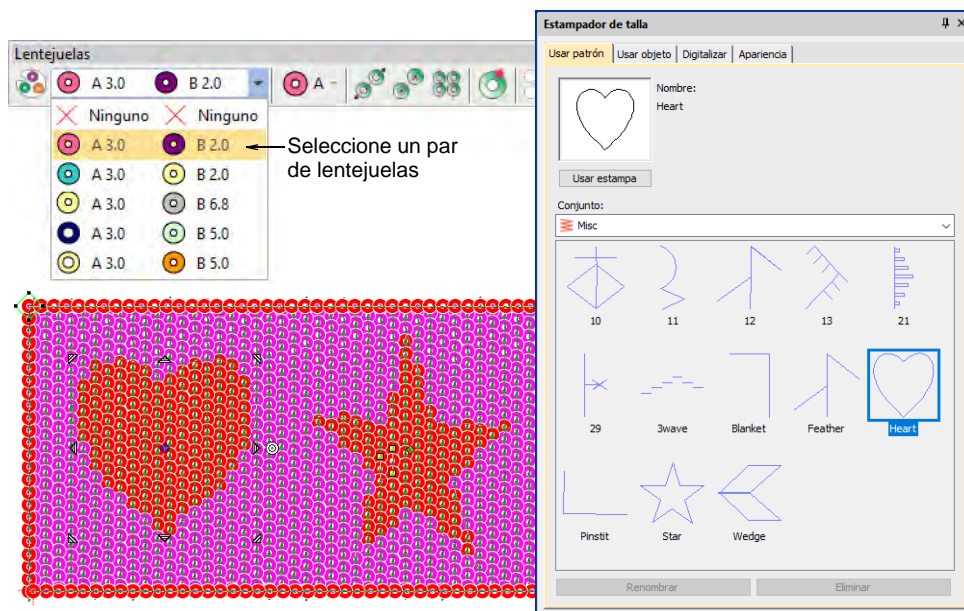 Lentejuelas
A 3.0 B 2.0 A
Ninguno Ninguno
A 3.0 B 2.0
A 3.0 B 2.0
A 3.0 B 6.8
A 3.0 B 5.0
A 3.0 B 5.0
Seleccione un par
de lentejuelas
Estampador de talla
Usar patrón Usar objeto Digitalizar Apariencia
Nombre:
Heart
Usar estampa
Conjunto:
Misc
10 11 12 13 21
29 3wave Blanket Feather Heart
Pinstit Star Wedge
Renombrar Eliminar